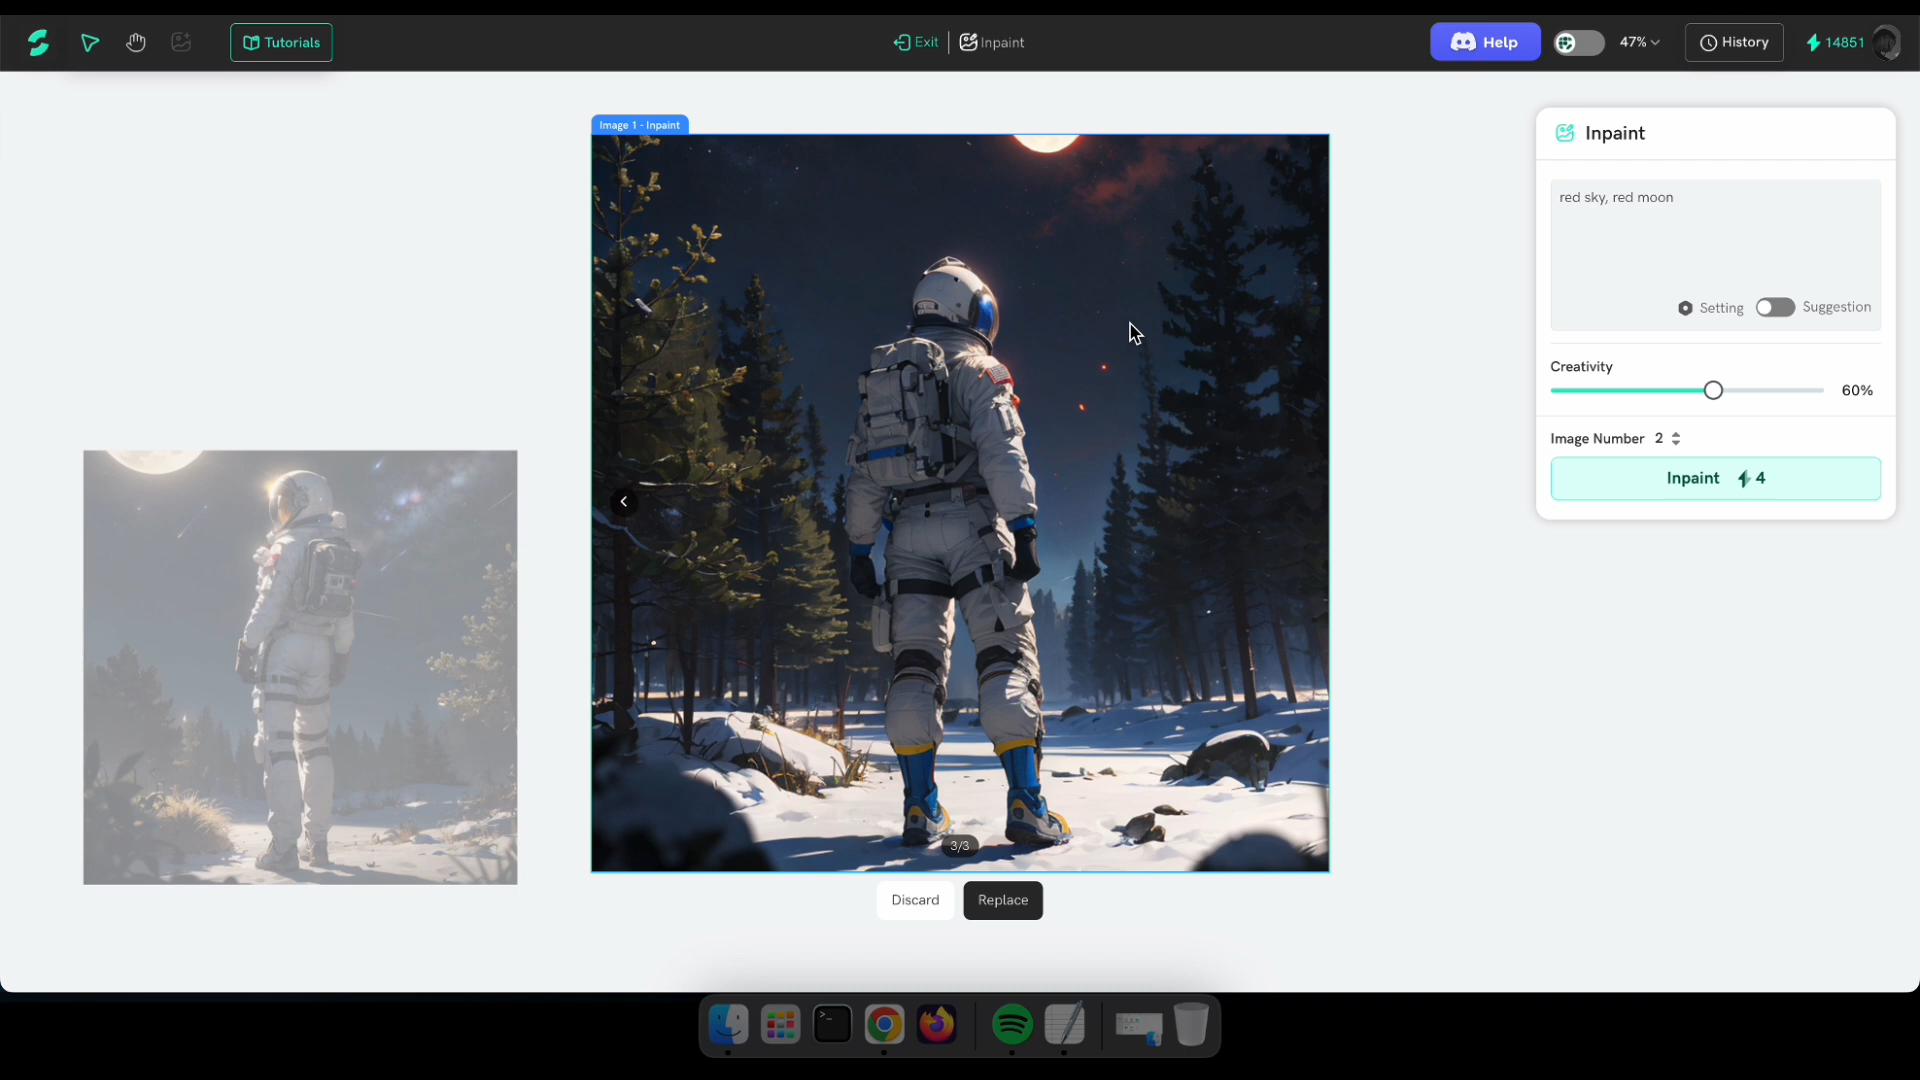 Tutorials
Exit
Inpaint
Help
47%
History
14851
Image 1 - Inpaint
Inpaint
red sky, red moon
Setting
Suggestion
Creativity
60%
Image Number 2
Inpaint 4
3/3
Discard
Replace